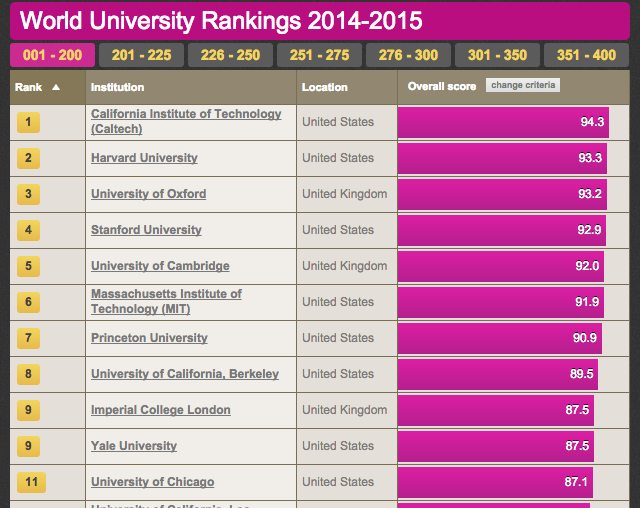 World University Rankings 2014-2015
001 - 200 201 - 225 226 - 250 251 - 275 276 - 300 301 - 350 351 - 400
Rank Institution Location Overall score change criteria
1 California Institute of Technology (Caltech) United States 94.3
2 Harvard University United States 93.3
3 University of Oxford United Kingdom 93.2
4 Stanford University United States 92.9
5 University of Cambridge United Kingdom 92.0
6 Massachusetts Institute of Technology (MIT) United States 91.9
7 Princeton University United States 90.9
8 University of California, Berkeley United States 89.5
9 Imperial College London United Kingdom 87.5
9 Yale University United States 87.5
11 University of Chicago United States 87.1
University of California, Los